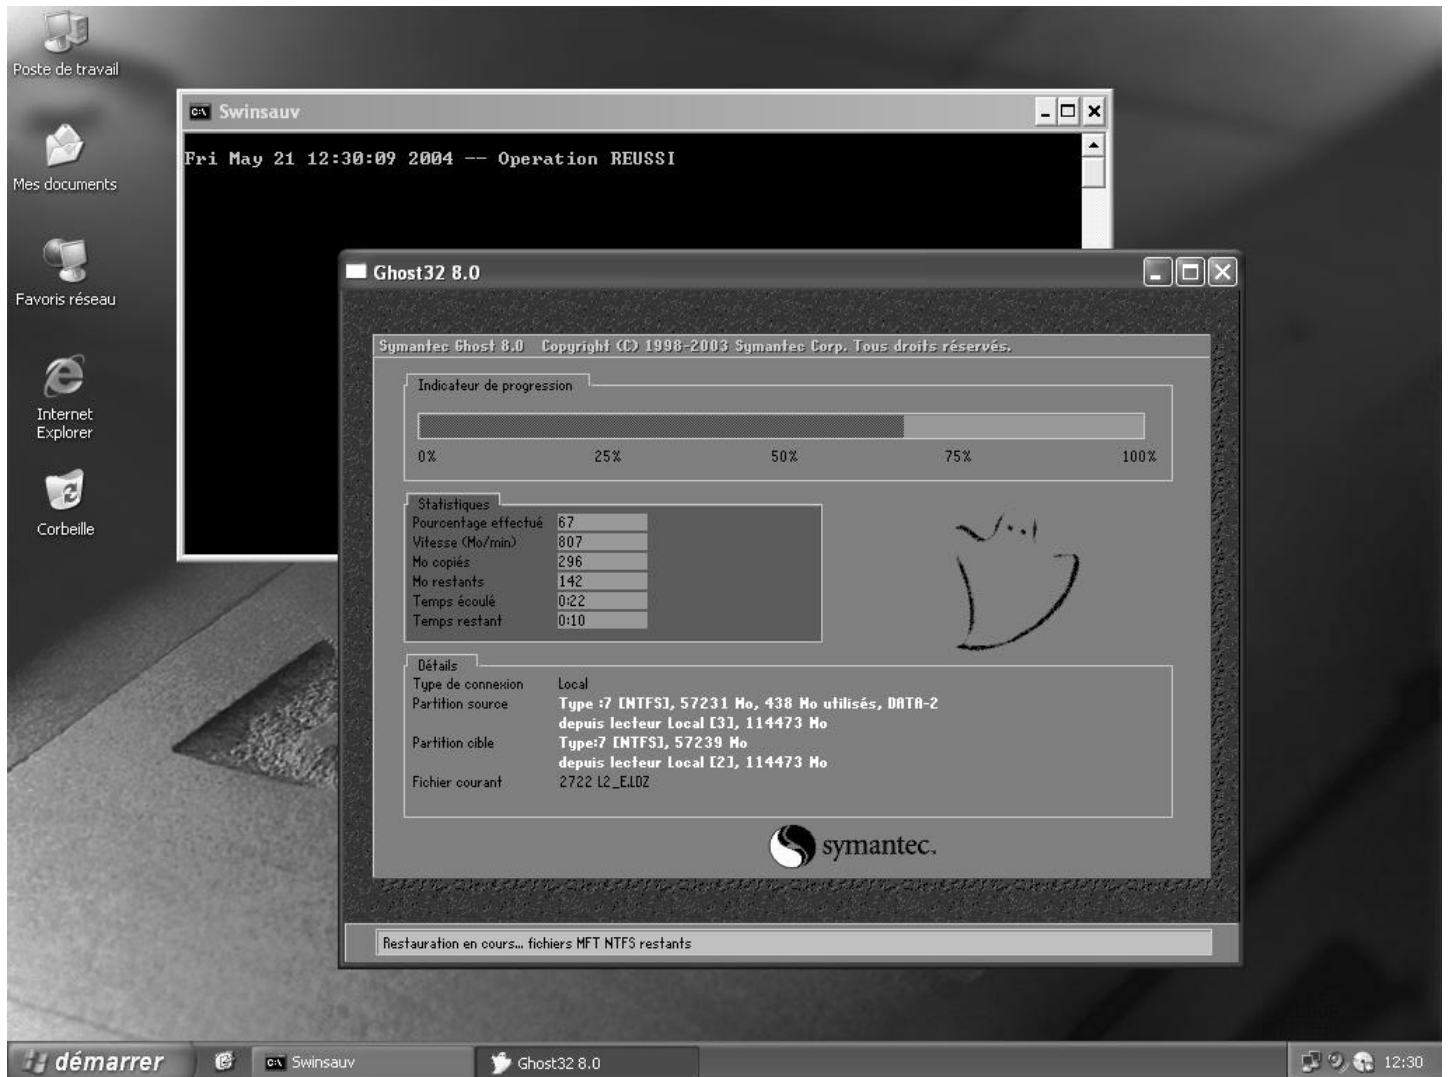 Poste de travail
Mes documents
Favoris réseau
Internet
Explorer
Corbeille
Swinsauv
Fri May 21 12:30:09 2004 -- Operation REUSSI
Ghost32 8.0
Symantec Ghost 8.0 Copyright (C) 1998-2003 Symantec Corp. Tous droits réservés.
Indicateur de progression
0% 25% 50% 75% 100%
Statistiques
Pourcentage effectué 67
Vitesse (Mo/min) 807
Mo copiés 296
Mo restants 142
Temps écoulé 0:22
Temps restant 0:10
Détails
Type de connexion Local
Partition source Type :7 [NTFS], 57231 Mo, 438 Mo utilisés, DATA-2
depuis lecteur Local [3], 114473 Mo
Partition cible Type:7 [NTFS], 57239 Mo
depuis lecteur Local [2], 114473 Mo
Fichier courant 2722 L2_E.LDZ
symantec.
Restauration en cours... fichiers MFT NTFS restants
démarrer
Swinsauv
Ghost32 8.0
12:30